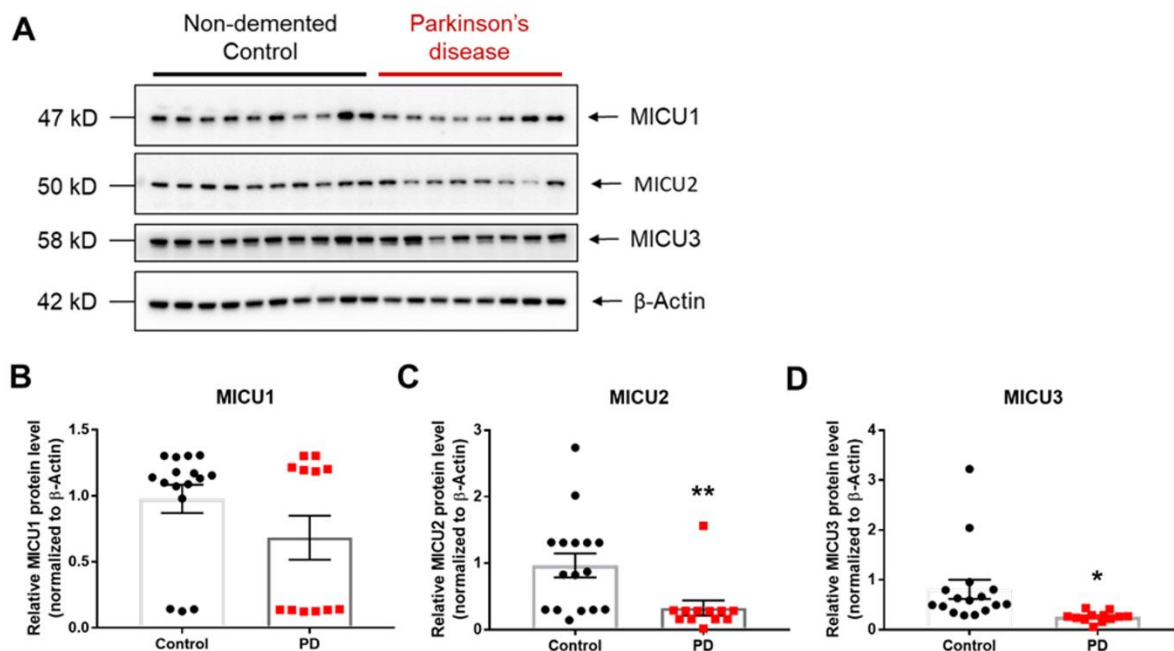 A
Non-demented
Control
Parkinson’s
disease
47 kD
MICU1
50 kD
MICU2
58 kD
MICU3
42 kD
β-Actin
B
MICU1
Relative MICU1 protein level
(normalized to β-Actin)
1.5
1.0
0.5
0.0
Control
PD
C
MICU2
Relative MICU2 protein level
(normalized to β-Actin)
3
2
1
0
**
Control
PD
D
MICU3
Relative MICU3 protein level
(normalized to β-Actin)
4
3
2
1
0
*
Control
PD